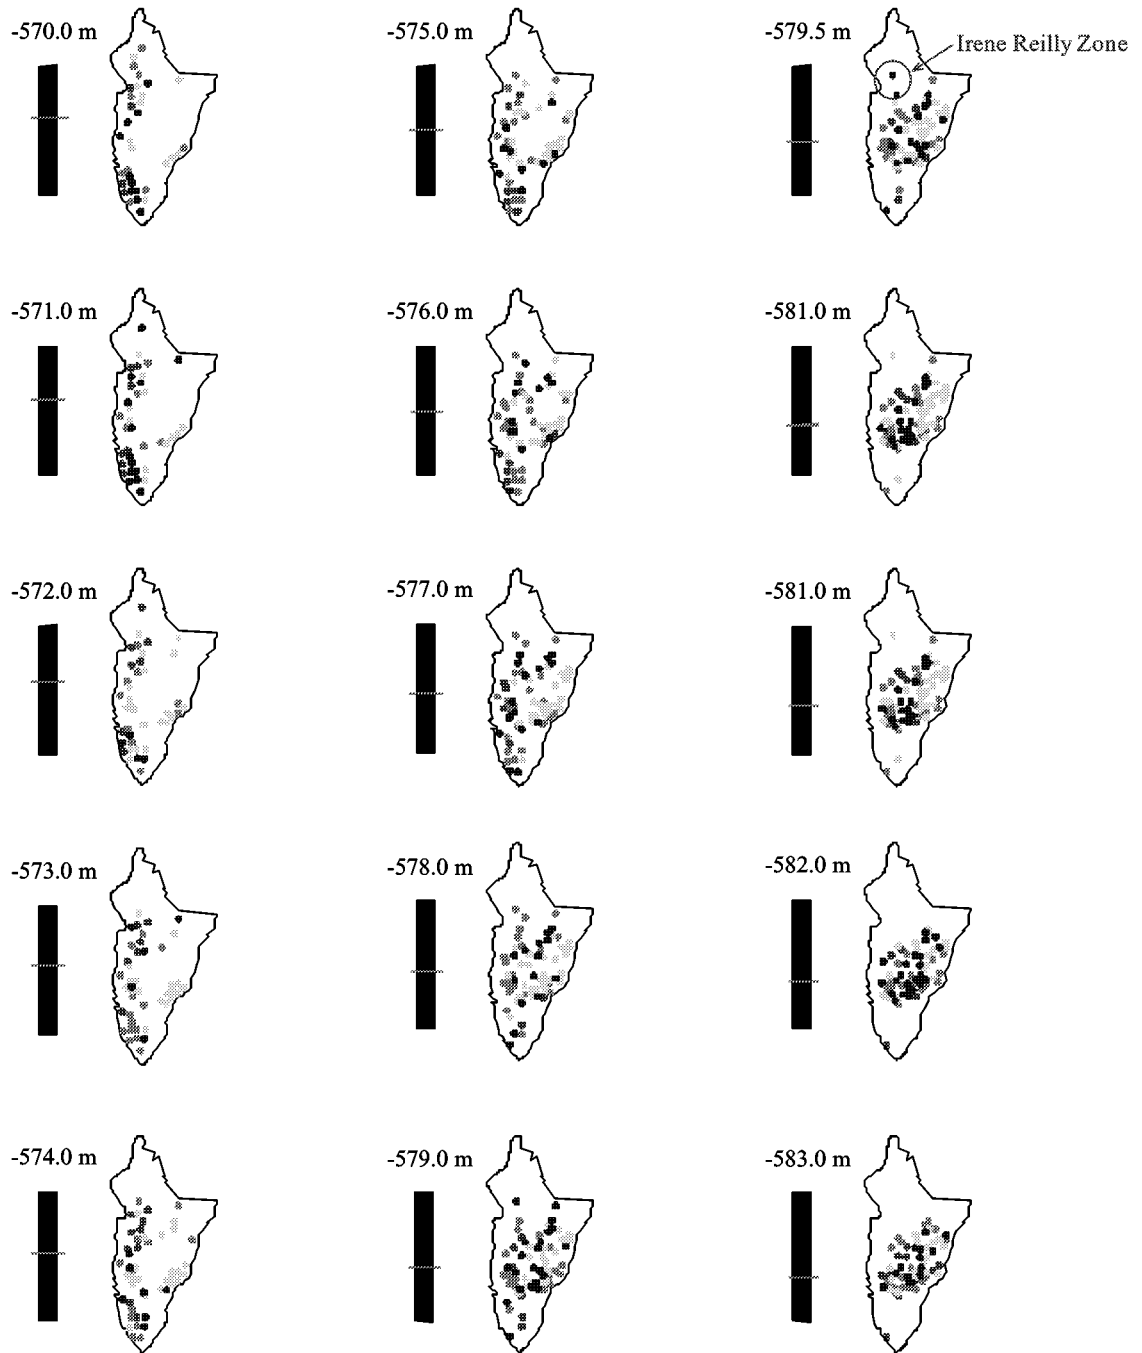 -570.0 m
-575.0 m
-579.5 m
Irene Reilly Zone
-571.0 m
-576.0 m
-581.0 m
-572.0 m
-577.0 m
-581.0 m
-573.0 m
-578.0 m
-582.0 m
-574.0 m
-579.0 m
-583.0 m